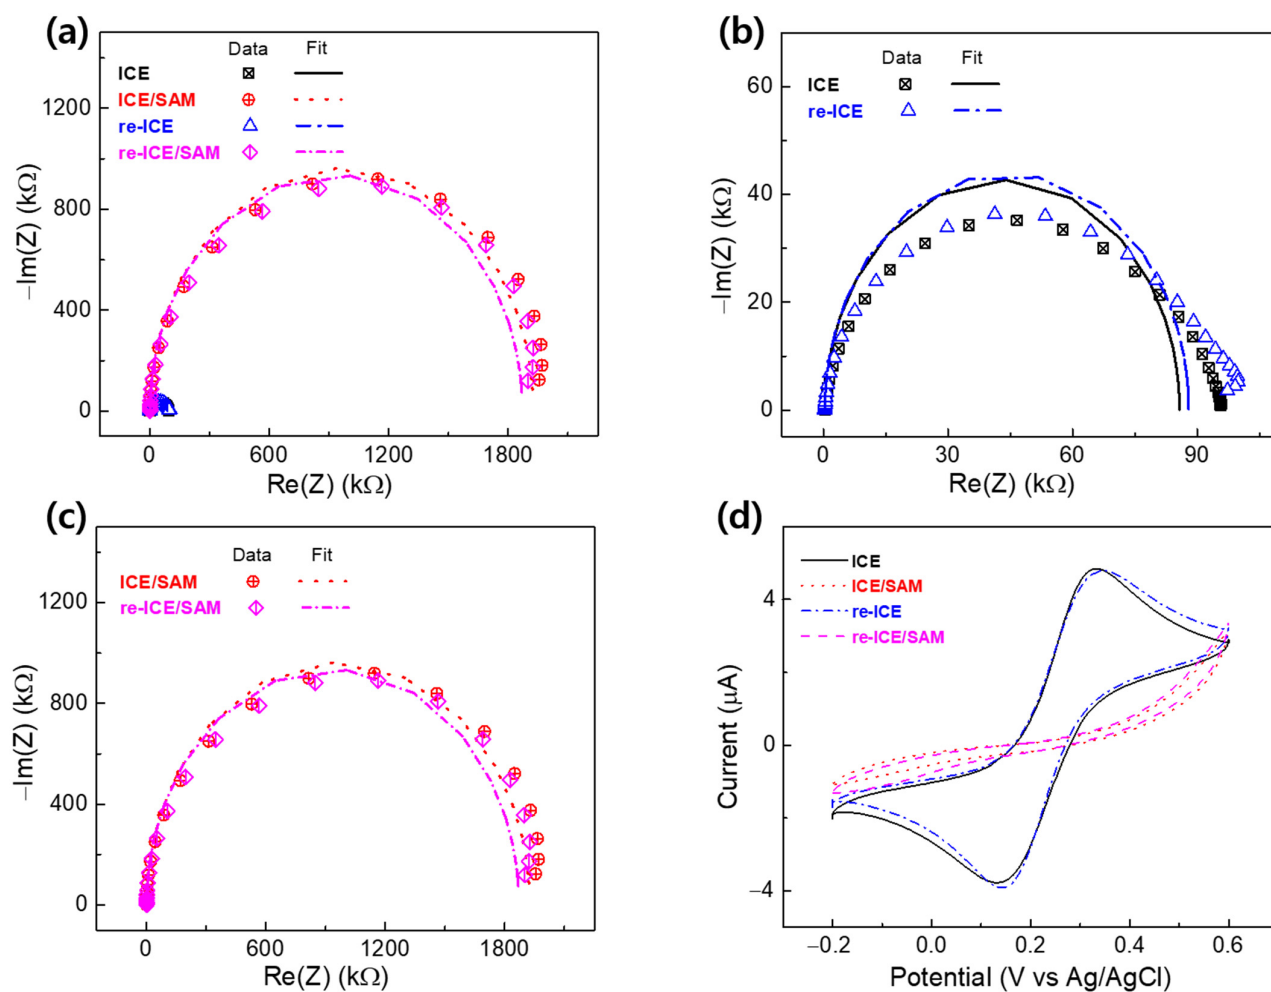 (a)
Data Fit
ICE
ICE/SAM
re-ICE
re-ICE/SAM
1200
800
400
0
−Im(Z) (kΩ)
0 600 1200 1800
Re(Z) (kΩ)
(b)
Data Fit
ICE
re-ICE
60
40
20
0
−Im(Z) (kΩ)
0 30 60 90
Re(Z) (kΩ)
(c)
Data Fit
ICE/SAM
re-ICE/SAM
1200
800
400
0
−Im(Z) (kΩ)
0 600 1200 1800
Re(Z) (kΩ)
(d)
ICE
ICE/SAM
re-ICE
re-ICE/SAM
4
0
−4
Current (μA)
−0.2 0.0 0.2 0.4 0.6
Potential (V vs Ag/AgCl)